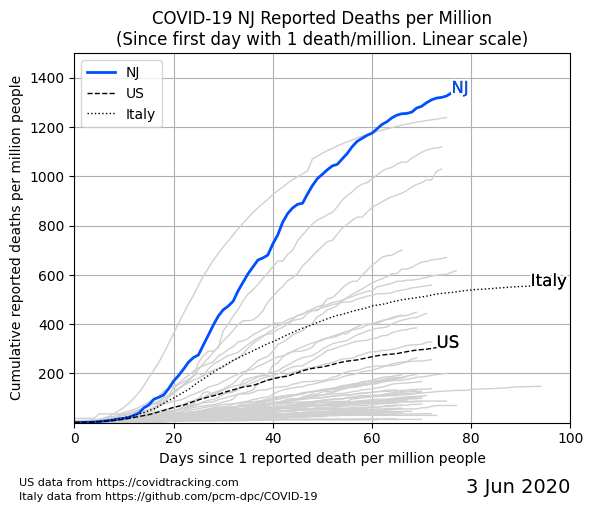 COVID-19 NJ Reported Deaths per Million
(Since first day with 1 death/million. Linear scale)
NJ
US
Italy
NJ
Italy
US
Cumulative reported deaths per million people
1400
1200
1000
800
600
400
200
0
20
40
60
80
100
Days since 1 reported death per million people
US data from https://covidtracking.com
Italy data from https://github.com/pcm-dpc/COVID-19
3 Jun 2020